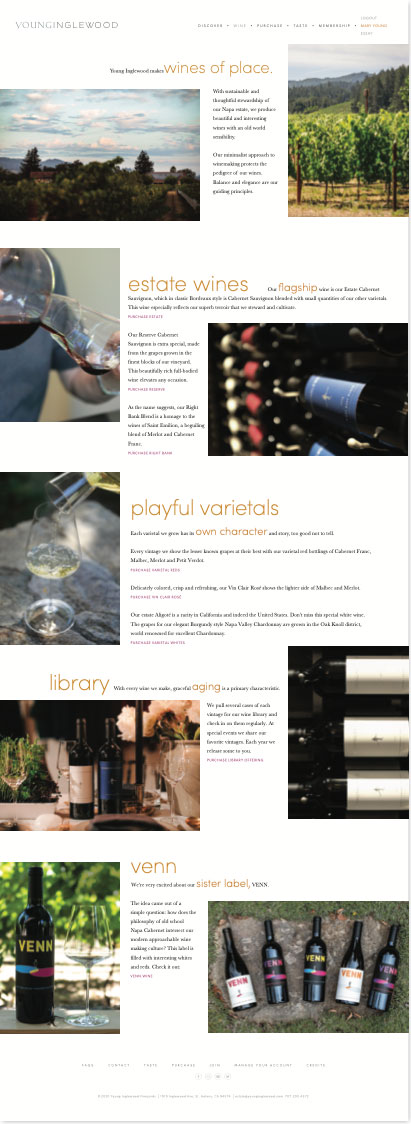 YOUNGINGLEWOOD
DISCOVER • WINE • PURCHASE • TASTE • MEMBERSHIP •
LOGOUT
MARY YOUNG
Young Inglewood makes wines of place.
With sustainable and
thoughtful stewardship of
our Napa estate, we produce
beautiful and interesting
wines with an old world
sensibility.
Our minimalist approach to
winemaking protects the
pedigree of our wines.
Balance and elegance are our
guiding principles.
estate wines Our flagship wine is our Estate Cabernet
Sauvignon, which in classic Bordeaux style is Cabernet Sauvignon blended with small quantities of our other varietals.
This wine especially reflects our superb terroir that we steward and cultivate.
PURCHASE ESTATE
Our Reserve Cabernet
Sauvignon is extra special, made
from the grapes grown in the
finest blocks of our vineyard.
This beautifully rich full-bodied
wine elevates any occasion.
PURCHASE RESERVE
As the name suggests, our Right
Bank Blend is a homage to the
wines of Saint Emilion, a beguiling
blend of Merlot and Cabernet
Franc.
PURCHASE RIGHT BANK
playful varietals
Each varietal we grow has its own character and story, too good not to tell.
Every vintage we show the lesser known grapes at their best with our varietal red bottlings of Cabernet Franc,
Malbec, Merlot and Petit Verdot.
PURCHASE VARIETAL REDS
Delicately colored, crisp and refreshing, our Vin Clair Rosé shows the lighter side of Malbec and Merlot.
PURCHASE VIN CLAIR ROSÉ
Our estate Aligoté is a rarity in California and indeed the United States. Don't miss this special white wine.
The grapes for our elegant Burgundy style Napa Valley Chardonnay are grown in the Oak Knoll district,
world renowned for excellent Chardonnay.
PURCHASE VARIETAL WHITES
library With every wine we make, graceful aging is a primary characteristic.
We pull several cases of each
vintage for our wine library and
check in on them regularly. At
special events we share our
favorite vintages. Each year we
release some to you.
PURCHASE LIBRARY OFFERING
venn
We're very excited about our sister label, VENN.
The idea came out of a
simple question: how does the
philosophy of old school
Napa Cabernet intersect our
modern approachable wine
making culture? This label is
filled with interesting whites
and reds. Check it out:
VENN WINE
VENN
VENN
VENN
VENN
VENN
VENN
FAQS CONTACT TASTE PURCHASE JOIN MANAGE YOUR ACCOUNT CREDITS